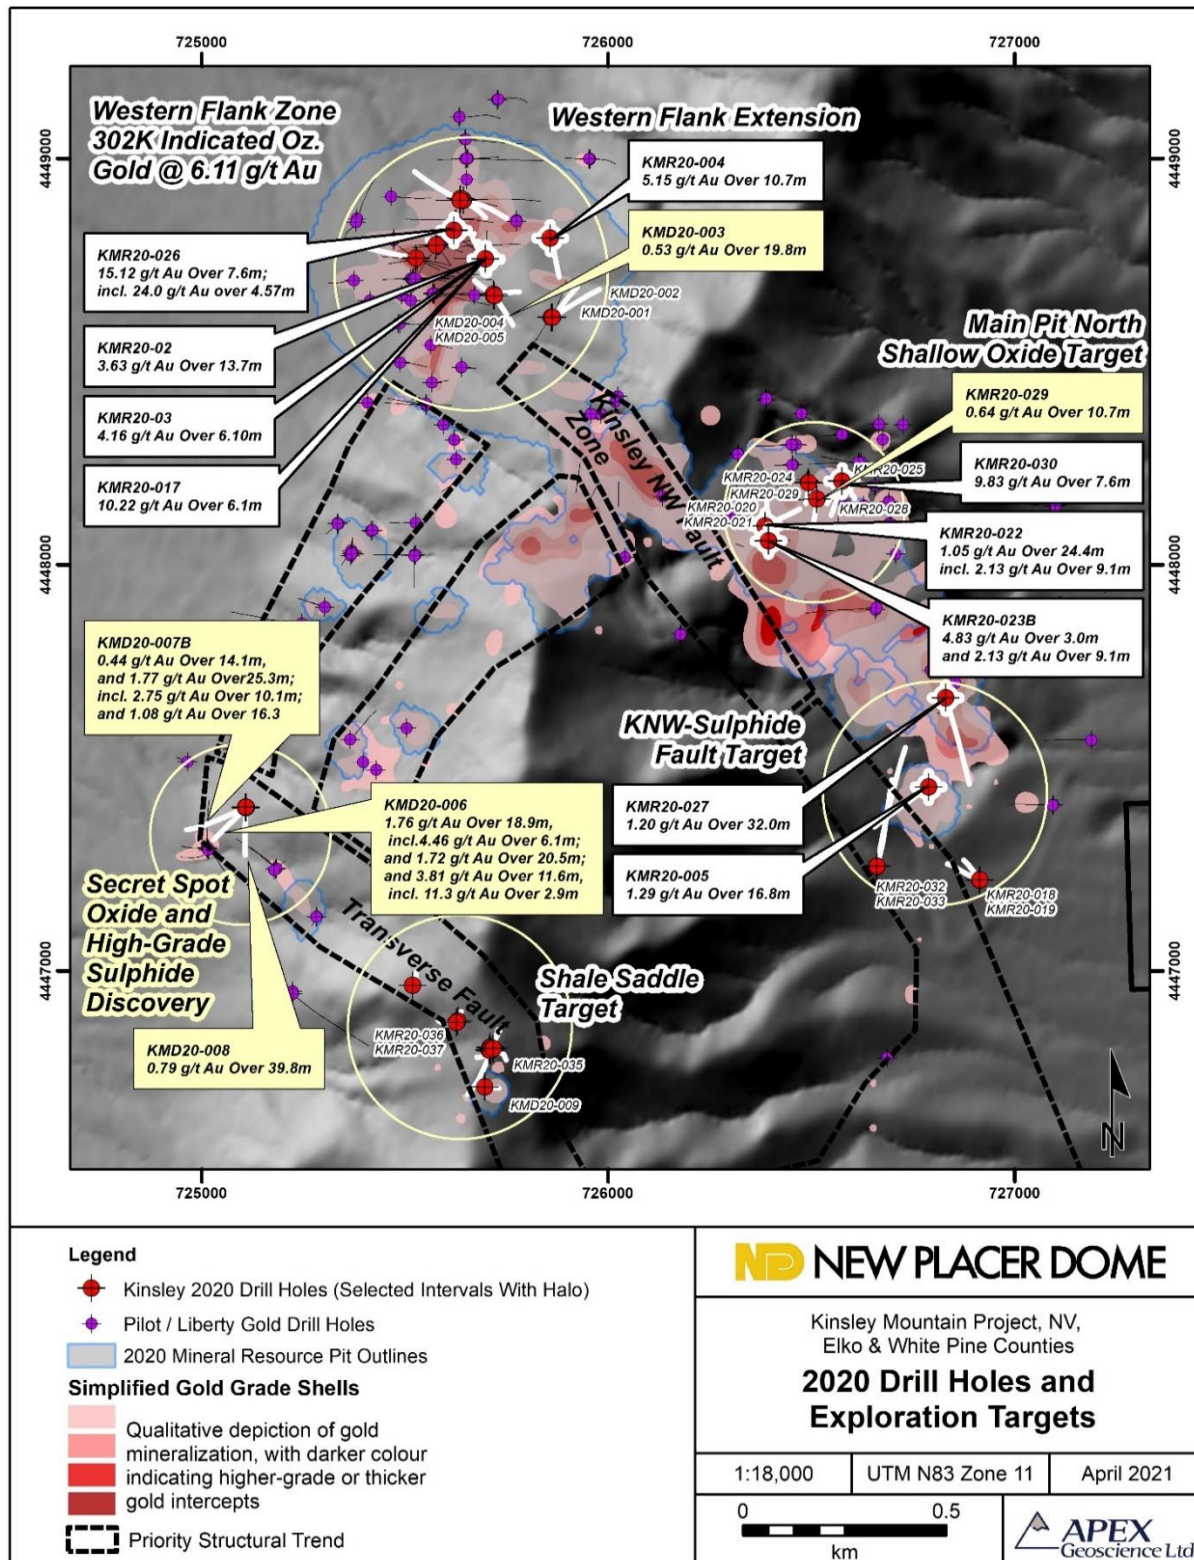 725000
726000
727000
4449000
4448000
4447000
Western Flank Zone
302K Indicated Oz.
Gold @ 6.11 g/t Au
Western Flank Extension
KMR20-004
5.15 g/t Au Over 10.7m
KMD20-003
0.53 g/t Au Over 19.8m
KMR20-026
15.12 g/t Au Over 7.6m;
incl. 24.0 g/t Au over 4.57m
KMR20-02
3.63 g/t Au Over 13.7m
KMR20-03
4.16 g/t Au Over 6.10m
KMR20-017
10.22 g/t Au Over 6.1m
KMD20-002
KMD20-001
KMD20-004
KMD20-005
Main Pit North
Shallow Oxide Target
KMR20-029
0.64 g/t Au Over 10.7m
KMR20-030
9.83 g/t Au Over 7.6m
KMR20-022
1.05 g/t Au Over 24.4m
incl. 2.13 g/t Au Over 9.1m
KMR20-023B
4.83 g/t Au Over 3.0m
and 2.13 g/t Au Over 9.1m
KMR20-024
KMR20-025
KMR20-029
KMR20-028
KMR20-020
KMR20-021
Kinsley NW Fault
Zone
KMD20-007B
0.44 g/t Au Over 14.1m,
and 1.77 g/t Au Over25.3m;
incl. 2.75 g/t Au Over 10.1m;
and 1.08 g/t Au Over 16.3
KNW-Sulphide
Fault Target
KMR20-027
1.20 g/t Au Over 32.0m
KMR20-005
1.29 g/t Au Over 16.8m
KMD20-006
1.76 g/t Au Over 18.9m,
incl.4.46 g/t Au Over 6.1m;
and 1.72 g/t Au Over 20.5m;
and 3.81 g/t Au Over 11.6m,
incl. 11.3 g/t Au Over 2.9m
KMR20-032
KMR20-033
KMR20-018
KMR20-019
Secret Spot
Oxide and
High-Grade
Sulphide
Discovery
Transverse Fault
Shale Saddle
Target
KMD20-008
0.79 g/t Au Over 39.8m
KMR20-036
KMR20-037
KMR20-035
KMD20-009
N
4449000
4448000
4447000
725000
726000
727000
Legend
Kinsley 2020 Drill Holes (Selected Intervals With Halo)
Pilot / Liberty Gold Drill Holes
2020 Mineral Resource Pit Outlines
Simplified Gold Grade Shells
Qualitative depiction of gold
mineralization, with darker colour
indicating higher-grade or thicker
gold intercepts
Priority Structural Trend
ND NEW PLACER DOME
Kinsley Mountain Project, NV,
Elko & White Pine Counties
2020 Drill Holes and
Exploration Targets
1:18,000
UTM N83 Zone 11
April 2021
0
0.5
km
APEX
Geoscience Ltd